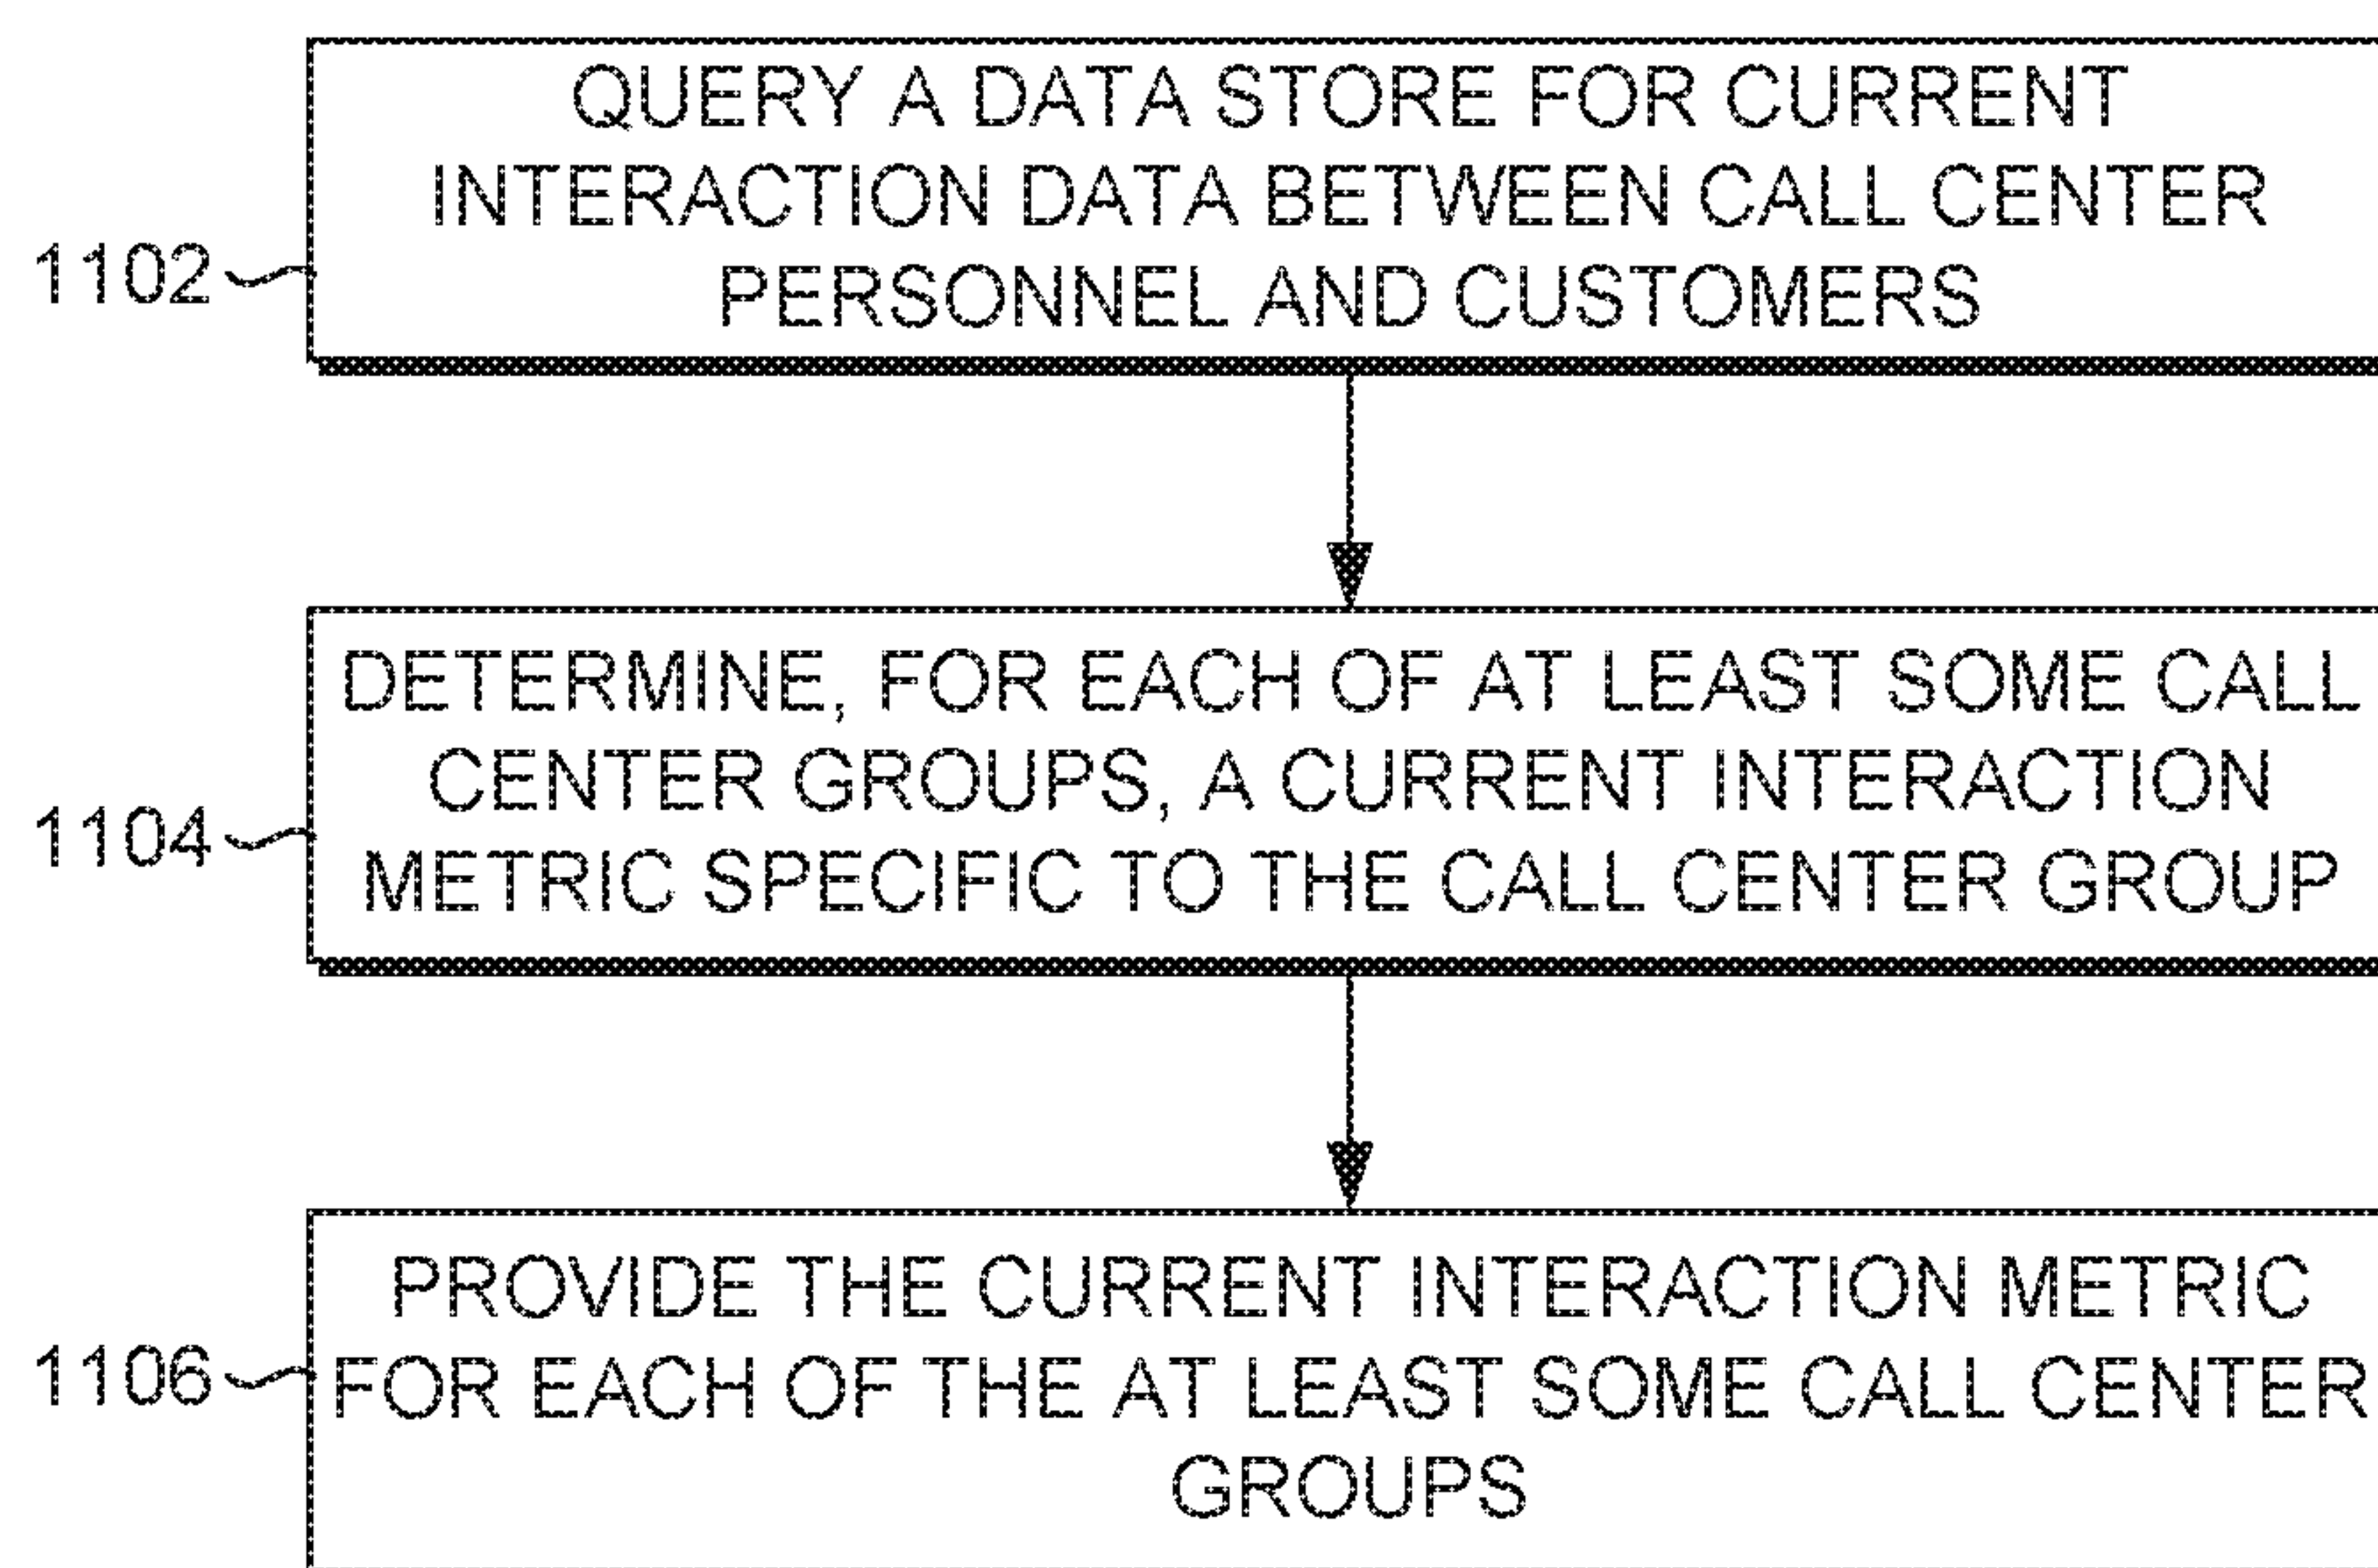 QUERY A DATA STORE FOR CURRENT
INTERACTION DATA BETWEEN CALL CENTER
PERSONNEL AND CUSTOMERS
1102
DETERMINE, FOR EACH OF AT LEAST SOME CALL
CENTER GROUPS, A CURRENT INTERACTION
METRIC SPECIFIC TO THE CALL CENTER GROUP
1104
PROVIDE THE CURRENT INTERACTION METRIC
FOR EACH OF THE AT LEAST SOME CALL CENTER
GROUPS
1106